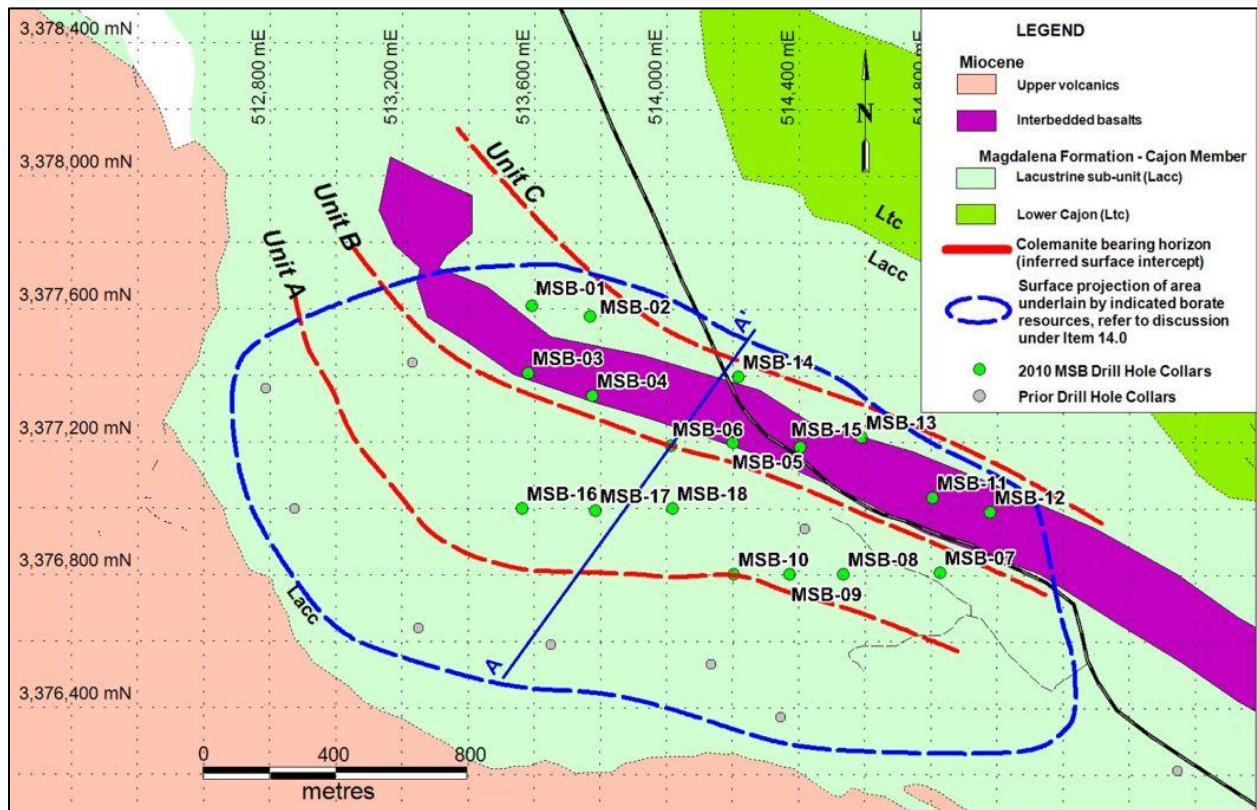 3,378,400 mN
3,378,000 mN
3,377,600 mN
3,377,200 mN
3,376,800 mN
3,376,400 mN
512,800 mE
513,200 mE
513,600 mE
514,000 mE
514,400 mE
514,800 mE
N
Unit A
Unit B
Unit C
Ltc
Lacc
Lacc
MSB-01
MSB-02
MSB-03
MSB-04
MSB-14
A'
MSB-06
MSB-05
MSB-15
MSB-13
MSB-16
MSB-17
MSB-18
MSB-11
MSB-12
MSB-10
MSB-09
MSB-08
MSB-07
A
0 400 800
metres
LEGEND
Miocene
Upper volcanics
Interbedded basalts
Magdalena Formation - Cajon Member
Lacustrine sub-unit (Lacc)
Lower Cajon (Ltc)
Colemanite bearing horizon
(inferred surface intercept)
Surface projection of area
underlain by indicated borate
resources, refer to discussion
under Item 14.0
2010 MSB Drill Hole Collars
Prior Drill Hole Collars